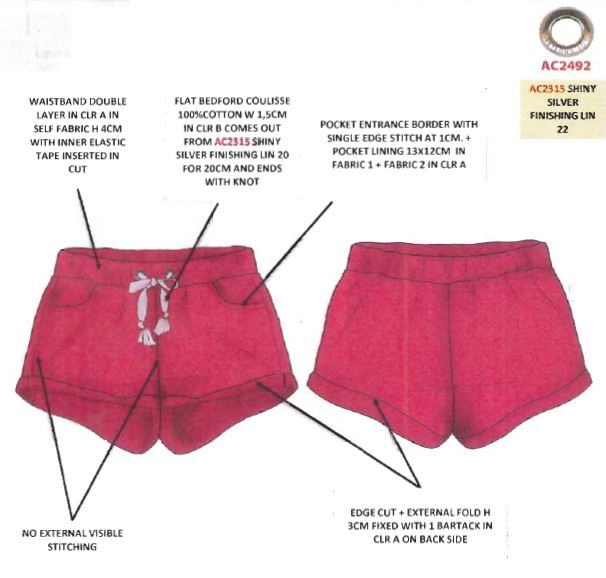 AC2492
AC2315 SHINY
SILVER
FINISHING LIN
22
WAISTBAND DOUBLE
LAYER IN CLR A IN
SELF FABRIC H 4CM
WITH INNER ELASTIC
TAPE INSERTED IN
CUT
FLAT BEDFORD COULISSE
100%COTTON W 1,5CM
IN CLR B COMES OUT
FROM AC2315 SHINY
SILVER FINISHING LIN 20
FOR 20CM AND ENDS
WITH KNOT
POCKET ENTRANCE BORDER WITH
SINGLE EDGE STITCH AT 1CM. +
POCKET LINING 13X12CM IN
FABRIC 1 + FABRIC 2 IN CLR A
NO EXTERNAL VISIBLE
STITCHING
EDGE CUT + EXTERNAL FOLD H
3CM FIXED WITH 1 BARTACK IN
CLR A ON BACK SIDE